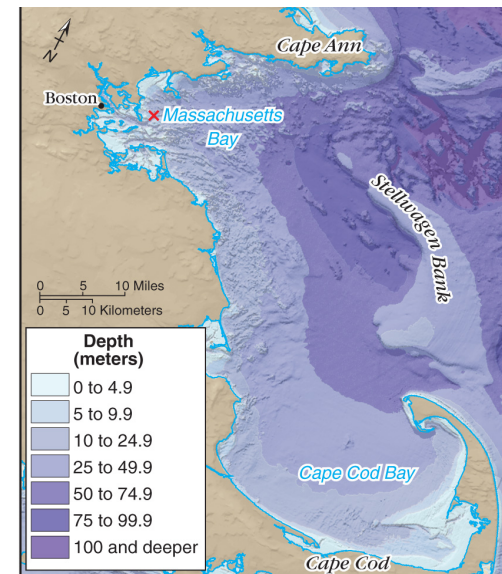 N
Cape Ann
Boston
Massachusetts
Bay
Stellwagen Bank
0 5 10 Miles
0 5 10 Kilometers
Depth
(meters)
0 to 4.9
5 to 9.9
10 to 24.9
25 to 49.9
50 to 74.9
75 to 99.9
100 and deeper
Cape Cod Bay
Cape Cod